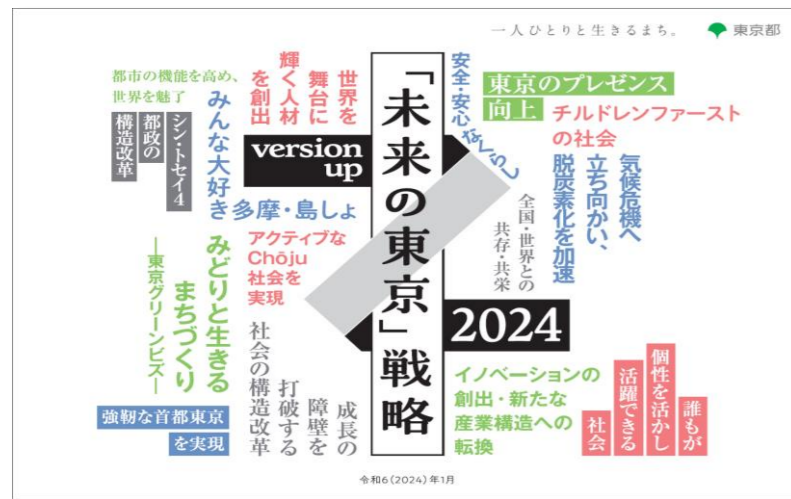 一人ひとりと生きるまち。
東京都
「未来の東京」戦略
version
up
2024
都市の機能を高め、
世界を魅了
シン・トセイ4
都政の
構造改革
みんな大好き多摩・島しょ
世界を
舞台に
輝く人材
を創出
安全・安心なくらし
東京のプレゼンス
向上
チルドレンファースト
の社会
気候危機へ
立ち向かい、
脱炭素化を加速
全国・世界との
共存・共栄
アクティブな
Chōju
社会を
実現
みどりと生きる
まちづくり
―東京グリーンビズ―
強靭な首都東京
を実現
成長の
障壁を
打破する
社会の構造改革
イノベーションの
創出・新たな
産業構造への
転換
誰もが
個性を活かし
活躍できる
社会
令和6(2024)年1月